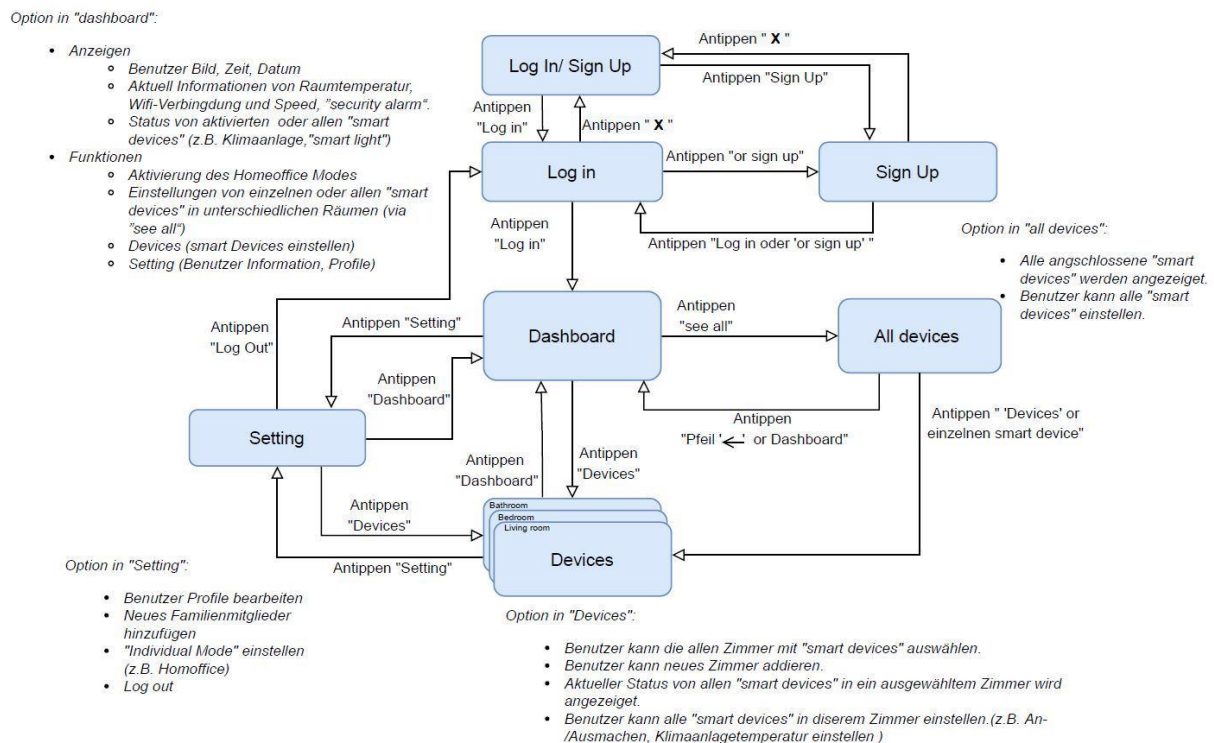 Option in "dashboard":
• Anzeigen
o Benutzer Bild, Zeit, Datum
o Aktuell Informationen von Raumtemperatur,
Wifi-Verbingdung und Speed, "security alarm".
o Status von aktivierten oder allen "smart
devices" (z.B. Klimaanlage,"smart light")
• Funktionen
o Aktivierung des Homeoffice Modes
o Einstellungen von einzelnen oder allen "smart
devices" in unterschiedlichen Räumen (via
"see all")
o Devices (smart Devices einstellen)
o Setting (Benutzer Information, Profile)
Log In/ Sign Up
Antippen " X "
Antippen "Sign Up"
Antippen
"Log in"
Antippen " X "
Log in
Antippen "or sign up"
Sign Up
Antippen
"Log in"
Antippen "Log in oder 'or sign up' "
Option in "all devices":
• Alle angschlossene "smart
devices" werden angezeiget.
• Benutzer kann alle "smart
devices" einstellen.
Antippen
"Log Out"
Antippen "Setting"
Dashboard
Antippen
"see all"
All devices
Antippen
"Dashboard"
Setting
Antippen
"Pfeil '←' or Dashboard"
Antippen " 'Devices' or
einzelnen smart device"
Antippen
"Dashboard"
Antippen
"Devices"
Antippen
"Devices"
Bathroom
Bedroom
Living room
Devices
Antippen "Setting"
Option in "Setting":
• Benutzer Profile bearbeiten
• Neues Familienmitglieder
hinzufügen
• "Individual Mode" einstellen
(z.B. Homoffice)
• Log out
Option in "Devices":
• Benutzer kann die allen Zimmer mit "smart devices" auswählen.
• Benutzer kann neues Zimmer addieren.
• Aktueller Status von allen "smart devices" in ein ausgewähltem Zimmer wird
angezeiget.
• Benutzer kann alle "smart devices" in diserem Zimmer einstellen.(z.B. An-
/Ausmachen, Klimaanlagetemperatur einstellen )